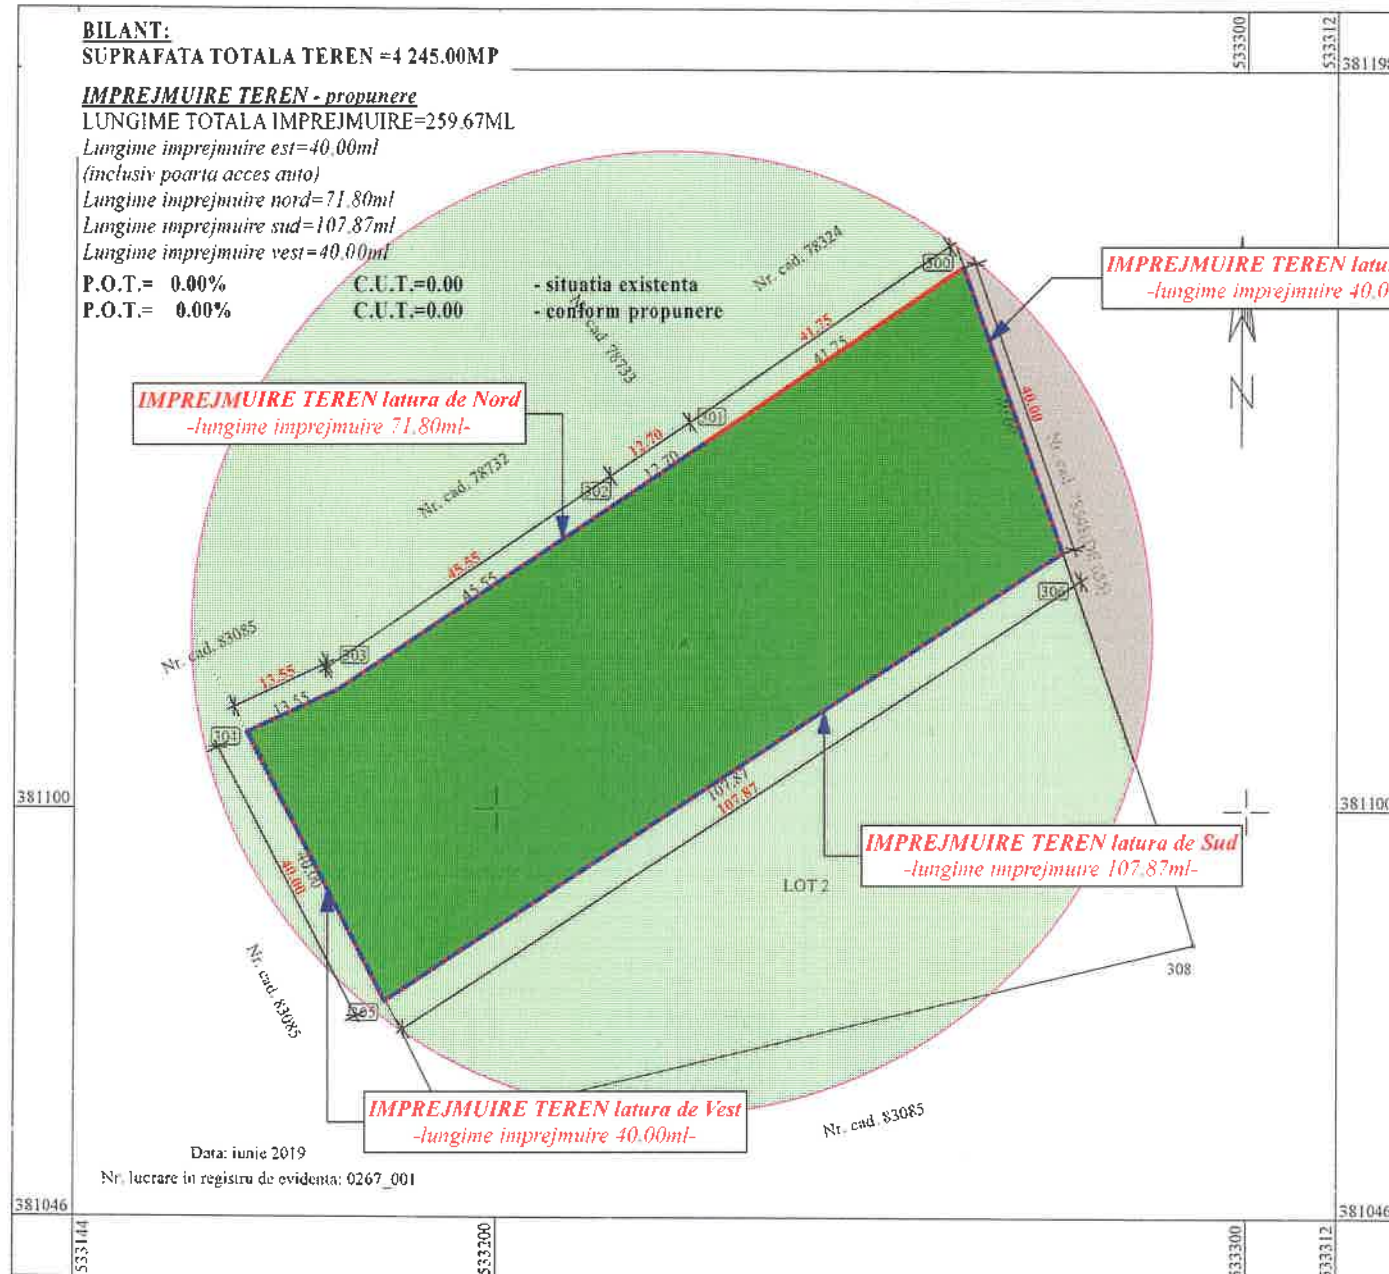 BILANT:
SUPRAFATA TOTALA TEREN =4 245.00MP
IMPREJMUIRE TEREN - propunere
LUNGIME TOTALA IMPREJMUIRE=259.67ML
Lungime imprejmuire est=40.00ml
(inclusiv poarta acces auto)
Lungime imprejmuire nord=71.80ml
Lungime imprejmuire sud=107.87ml
Lungime imprejmuire vest=40.00ml
P.O.T.= 0.00% C.U.T.=0.00 - situatia existenta
P.O.T.= 0.00% C.U.T.=0.00 - conform propunere
533300
533312
381198
Nr. cad. 78324
300
IMPREJMUIRE TEREN latur
-lungime imprejmuire 40.0
N
cad. 78733
41.75
41.75
IMPREJMUIRE TEREN latura de Nord
-lungime imprejmuire 71.80ml-
301
12.70
12.70
40.00
Nr. cad. 78732
302
Nr. cad.
45.55
45.55
306
Nr. cad. 83085
303
13.55
13.55
304
107.87
107.87
381100
381100
IMPREJMUIRE TEREN latura de Sud
-lungime imprejmuire 107.87ml-
40.00
40.00
LOT 2
Nr. cad. 83085
308
305
IMPREJMUIRE TEREN latura de Vest
-lungime imprejmuire 40.00ml-
Nr. cad. 83085
Data: iunie 2019
Nr. lucrare in registru de evidenta: 0267_001
381046
381046
533144
533200
533300
533312